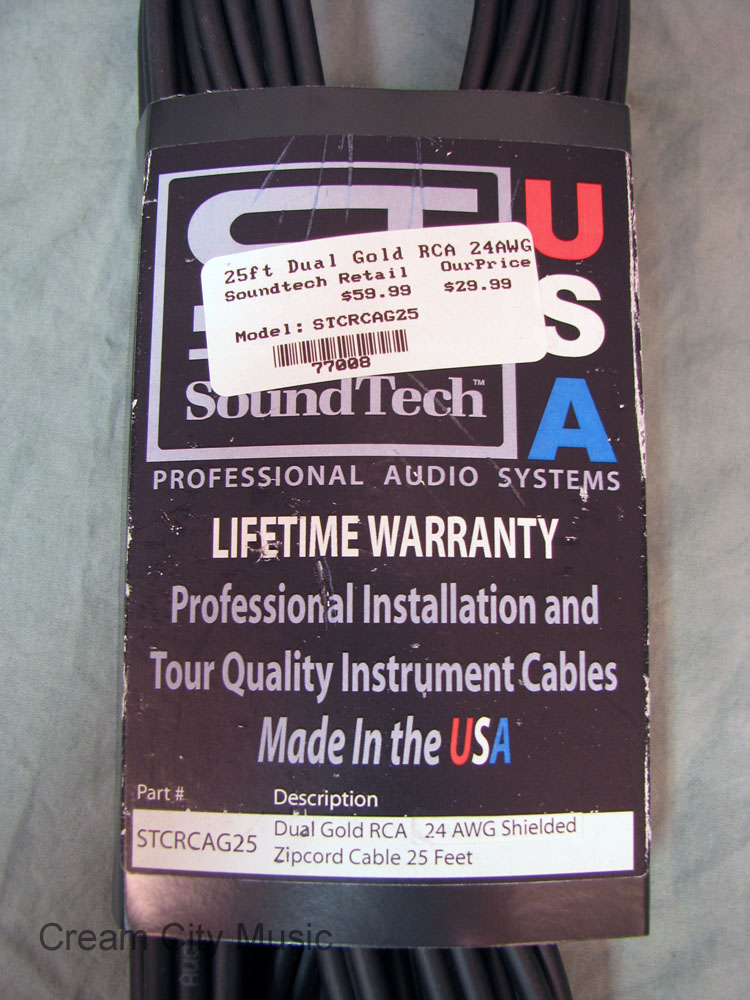 25ft Dual Gold RCA 24AWG
Soundtech Retail OurPrice
$59.99 $29.99
Model: STCRCAG25
77008
SoundTech™
USA
PROFESSIONAL AUDIO SYSTEMS
LIFETIME WARRANTY
Professional Installation and
Tour Quality Instrument Cables
Made In the USA
Part # Description
STCRCAG25 Dual Gold RCA 24 AWG Shielded
Zipcord Cable 25 Feet
Cream City Music